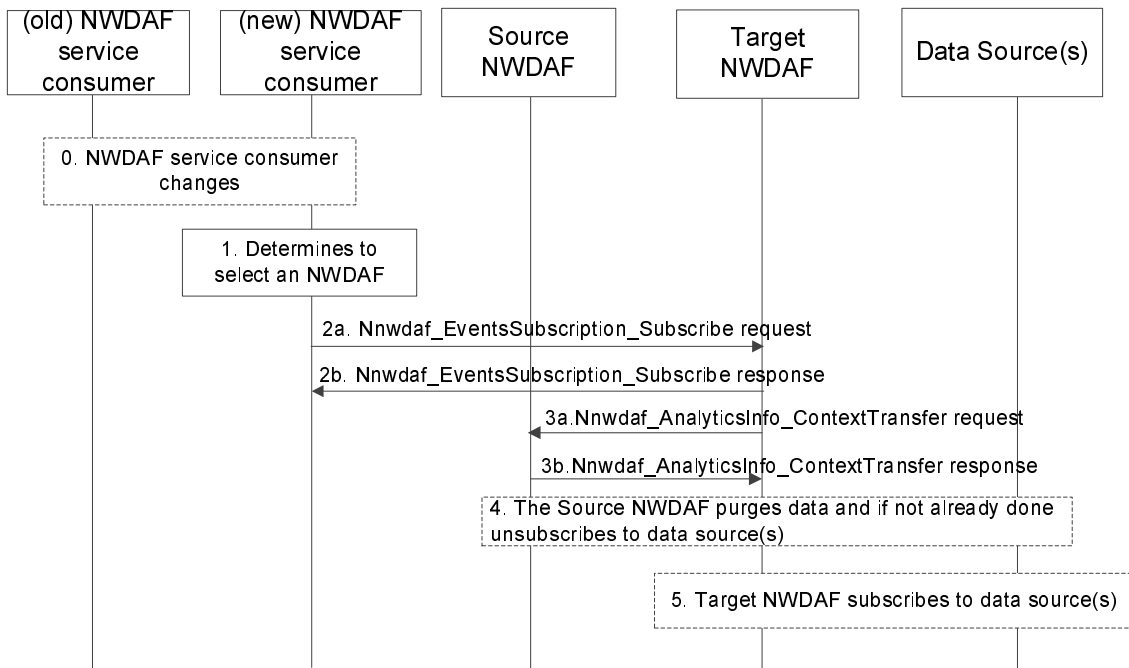 (old) NWDAF
service
consumer
(new) NWDAF
service
consumer
Source
NWDAF
Target
NWDAF
Data Source(s)
0. NWDAF service consumer
changes
1. Determines to
select an NWDAF
2a. Nnwdaf_EventsSubscription_Subscribe request
2b. Nnwdaf_EventsSubscription_Subscribe response
3a.Nnwdaf_AnalyticsInfo_ContextTransfer request
3b.Nnwdaf_AnalyticsInfo_ContextTransfer response
4. The Source NWDAF purges data and if not already done
unsubscribes to data source(s)
5. Target NWDAF subscribes to data source(s)